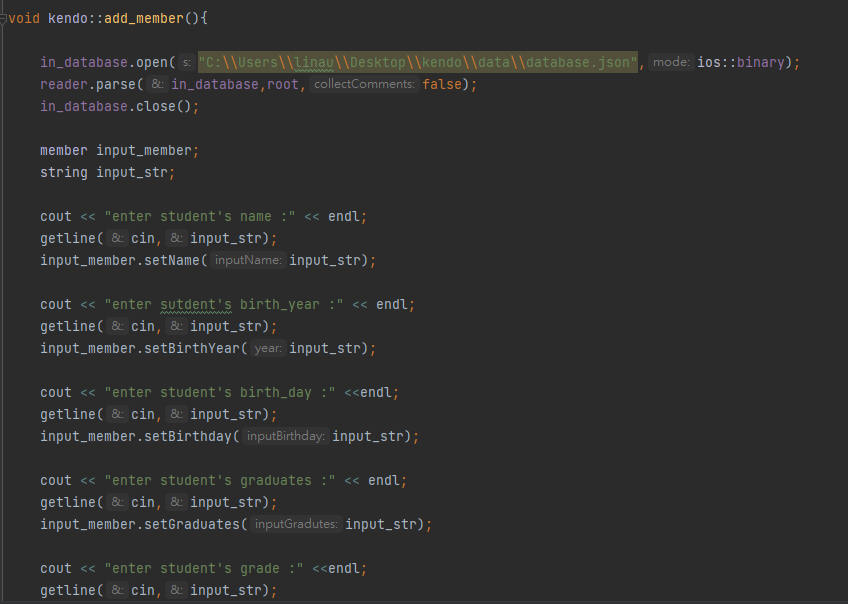 void kendo::add_member(){
in_database.open( s: "C:\\Users\\linau\\Desktop\\kendo\\data\\database.json", mode: ios::binary);
reader.parse( &: in_database,root, collectComments: false);
in_database.close();
member input_member;
string input_str;
cout << "enter student's name :" << endl;
getline( &: cin, &: input_str);
input_member.setName( inputName: input_str);
cout << "enter sutdent's birth_year :" << endl;
getline( &: cin, &: input_str);
input_member.setBirthYear( year: input_str);
cout << "enter student's birth_day :" <<endl;
getline( &: cin, &: input_str);
input_member.setBirthday( inputBirthday: input_str);
cout << "enter student's graduates :" << endl;
getline( &: cin, &: input_str);
input_member.setGraduates( inputGradutes: input_str);
cout << "enter student's grade :" <<endl;
getline( &: cin, &: input_str);